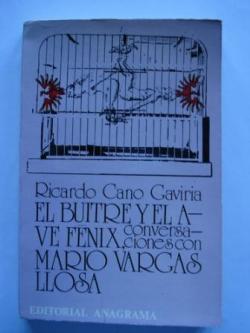 Ricardo Cano Gaviria
EL BUITRE Y EL A-
VE FENIX, conversa-
ciones con
MARIO VARGAS
LLOSA
EDITORIAL ANAGRAMA